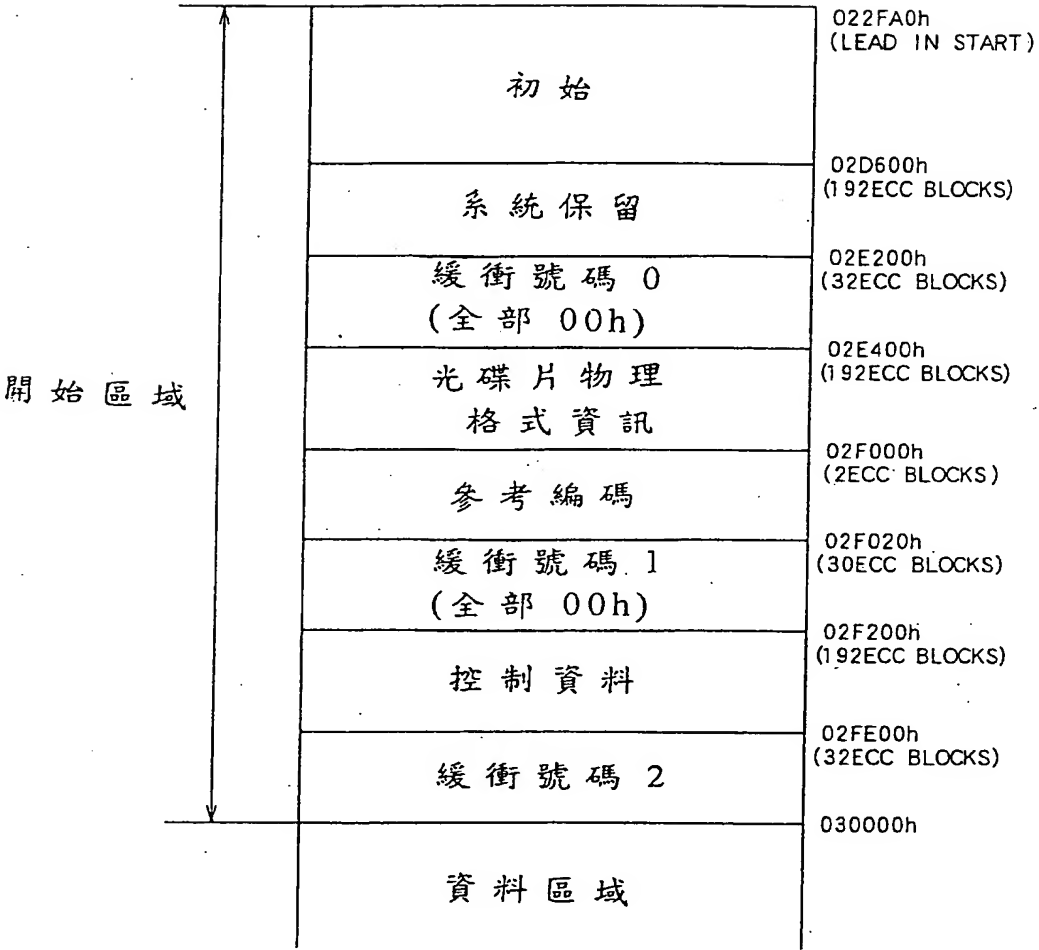 022FA0h
(LEAD IN START)
初始
02D600h
(192ECC BLOCKS)
系統保留
02E200h
(32ECC BLOCKS)
緩衝號碼 0
(全部 00h)
02E400h
(192ECC BLOCKS)
光碟片物理
格式資訊
開始區域
02F000h
(2ECC BLOCKS)
參考編碼
02F020h
(30ECC BLOCKS)
緩衝號碼 1
(全部 00h)
02F200h
(192ECC BLOCKS)
控制資料
02FE00h
(32ECC BLOCKS)
緩衝號碼 2
030000h
資料區域